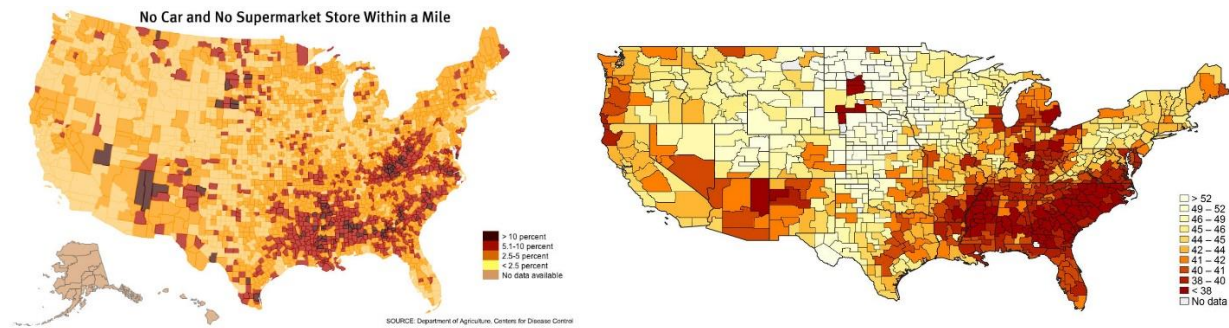 No Car and No Supermarket Store Within a Mile
> 10 percent
5.1-10 percent
2.5-5 percent
< 2.5 percent
No data available
SOURCE: Department of Agriculture, Centers for Disease Control
> 52
49 – 52
46 – 49
45 – 46
44 – 45
42 – 44
41 – 42
40 – 41
38 – 40
< 38
No data